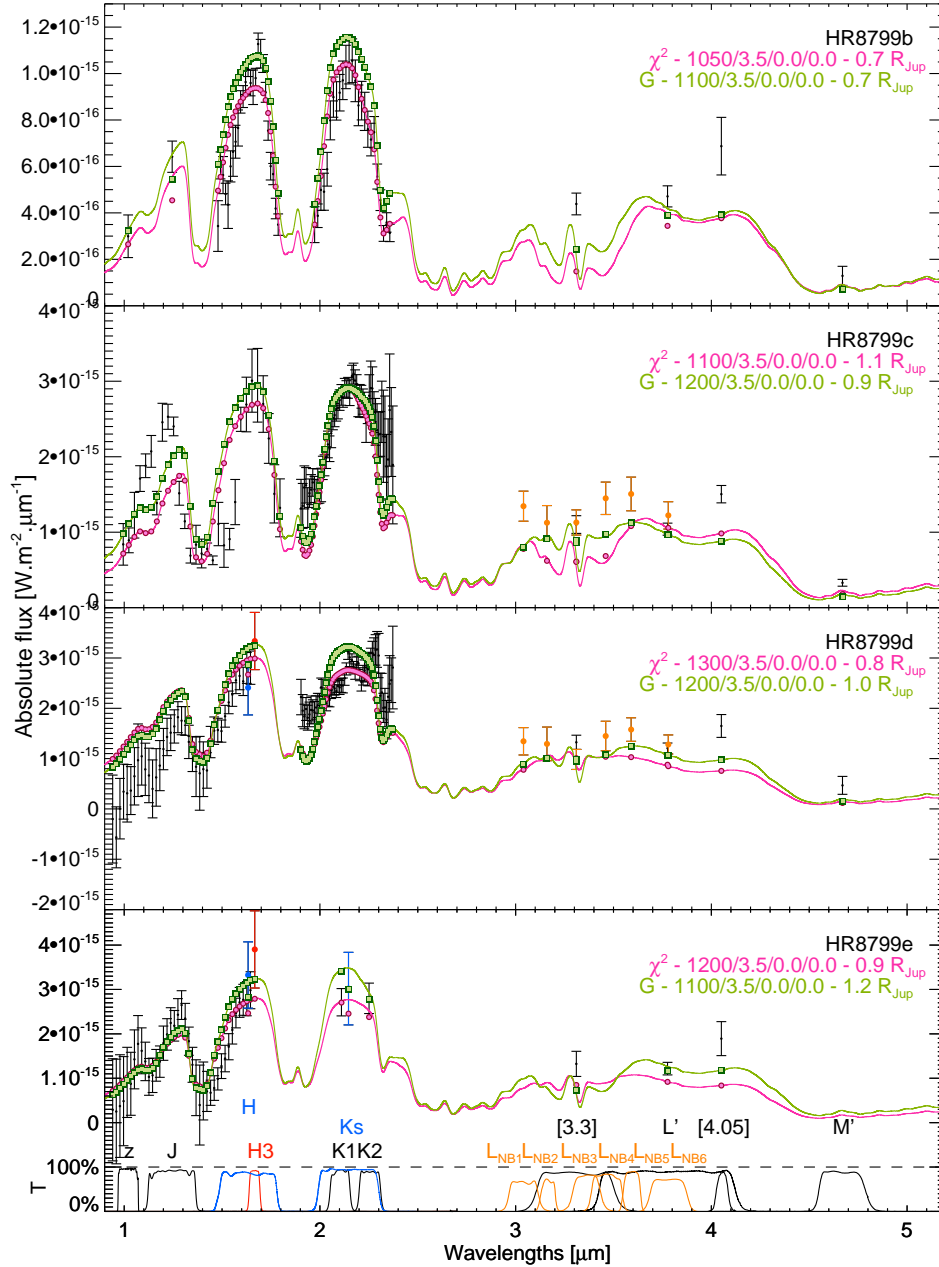 Absolute flux [W.m⁻².μm⁻¹]
1.2•10⁻¹⁵
1.0•10⁻¹⁵
8.0•10⁻¹⁶
6.0•10⁻¹⁶
4.0•10⁻¹⁶
2.0•10⁻¹⁶
0
HR8799b
χ² - 1050/3.5/0.0/0.0 - 0.7 R_Jup
G - 1100/3.5/0.0/0.0 - 0.7 R_Jup
4•10⁻¹⁵
3•10⁻¹⁵
2•10⁻¹⁵
1•10⁻¹⁵
0
HR8799c
χ² - 1100/3.5/0.0/0.0 - 1.1 R_Jup
G - 1200/3.5/0.0/0.0 - 0.9 R_Jup
4•10⁻¹⁵
3•10⁻¹⁵
2•10⁻¹⁵
1•10⁻¹⁵
0
-1•10⁻¹⁵
-2•10⁻¹⁵
HR8799d
χ² - 1300/3.5/0.0/0.0 - 0.8 R_Jup
G - 1200/3.5/0.0/0.0 - 1.0 R_Jup
4•10⁻¹⁵
3•10⁻¹⁵
2•10⁻¹⁵
1•10⁻¹⁵
0
HR8799e
χ² - 1200/3.5/0.0/0.0 - 0.9 R_Jup
G - 1100/3.5/0.0/0.0 - 1.2 R_Jup
H
Ks
[3.3] L' [4.05] M'
z J H3 K1K2
L_NB1 L_NB2 L_NB3 L_NB4 L_NB5 L_NB6
T
100%
0%
1 2 3 4 5
Wavelengths [μm]